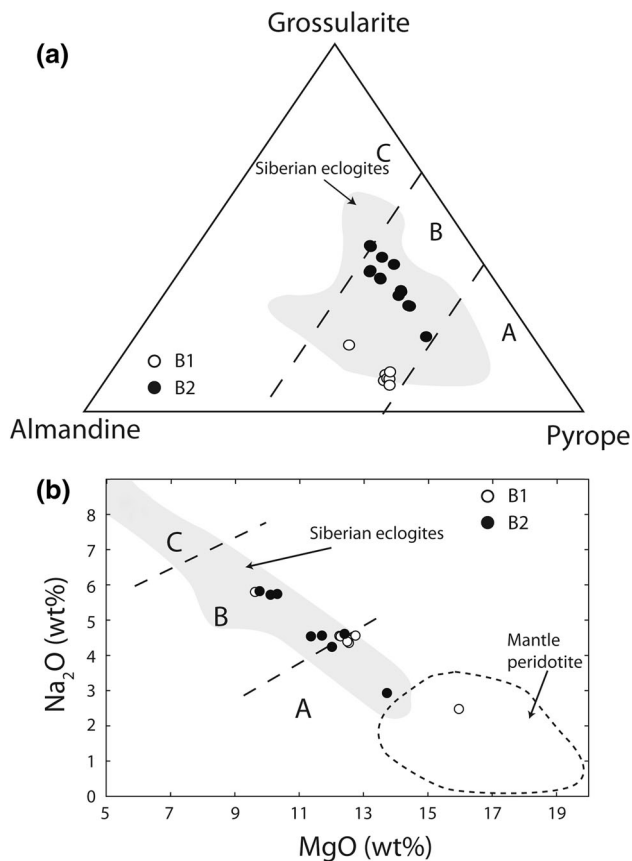 Grossularite
(a)
C
Siberian eclogites
B
A
B1
B2
Almandine
Pyrope
(b)
B1
B2
8
Siberian eclogites
7
C
6
B
5
Mantle
peridotite
4
3
A
2
1
0
Na₂O (wt%)
5
7
9
11
13
15
17
19
MgO (wt%)